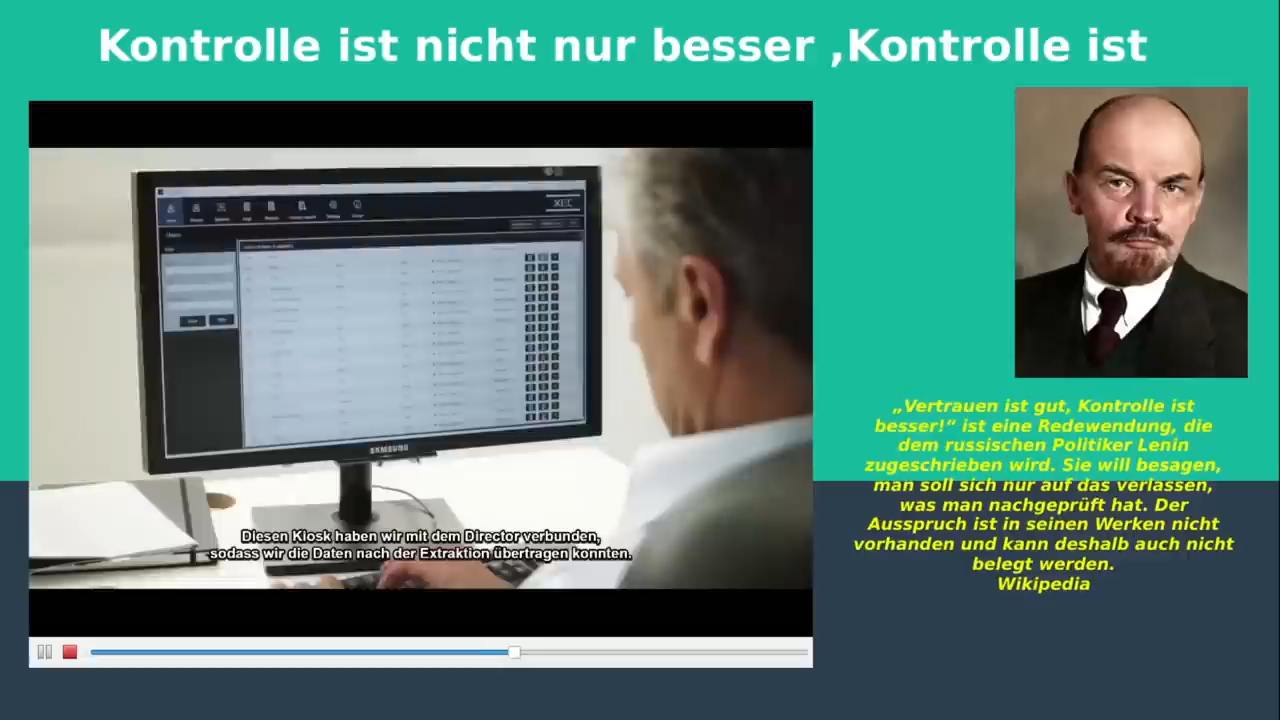 Kontrolle ist nicht nur besser ,Kontrolle ist
XEC
SAMSUNG
Diesen Kiosk haben wir mit dem Director verbunden,
sodass wir die Daten nach der Extraktion übertragen konnten.
„Vertrauen ist gut, Kontrolle ist
besser!“ ist eine Redewendung, die
dem russischen Politiker Lenin
zugeschrieben wird. Sie will besagen,
man soll sich nur auf das verlassen,
was man nachgeprüft hat. Der
Ausspruch ist in seinen Werken nicht
vorhanden und kann deshalb auch nicht
belegt werden.
Wikipedia